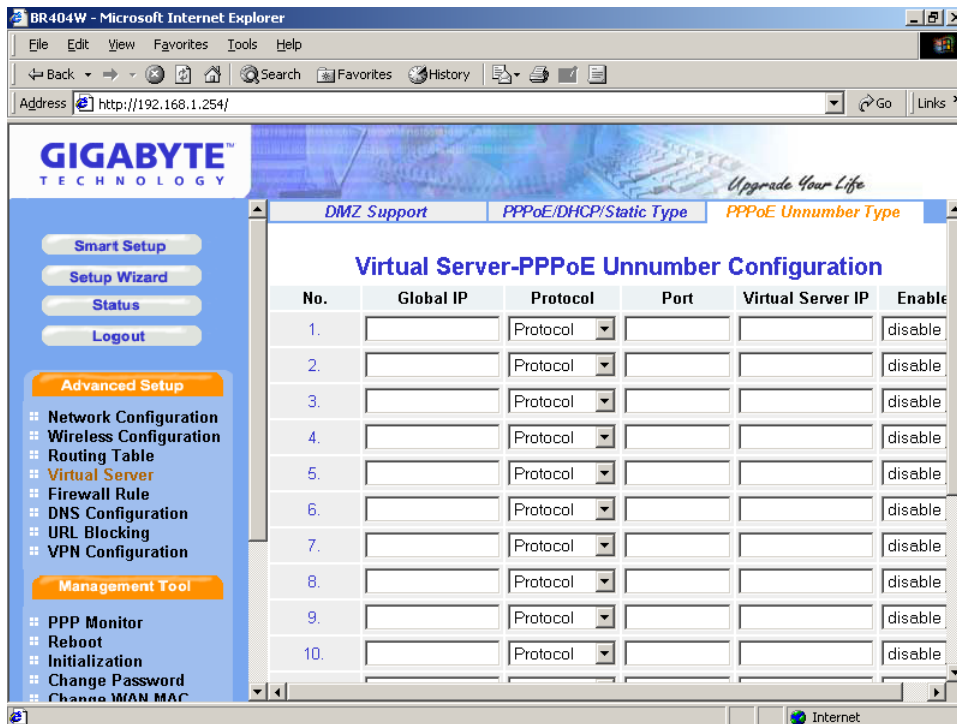 BR404W - Microsoft Internet Explorer
File Edit View Favorites Tools Help
Back Search Favorites History
Address http://192.168.1.254/ Go Links
GIGABYTE™
TECHNOLOGY
Upgrade Your Life
DMZ Support PPPoE/DHCP/Static Type PPPoE Unnumber Type
Smart Setup
Setup Wizard
Status
Logout
Advanced Setup
Network Configuration
Wireless Configuration
Routing Table
Virtual Server
Firewall Rule
DNS Configuration
URL Blocking
VPN Configuration
Management Tool
PPP Monitor
Reboot
Initialization
Change Password
Change WAN MAC
Virtual Server-PPPoE Unnumber Configuration
No. Global IP Protocol Port Virtual Server IP Enable
1. Protocol disable
2. Protocol disable
3. Protocol disable
4. Protocol disable
5. Protocol disable
6. Protocol disable
7. Protocol disable
8. Protocol disable
9. Protocol disable
10. Protocol disable
Internet